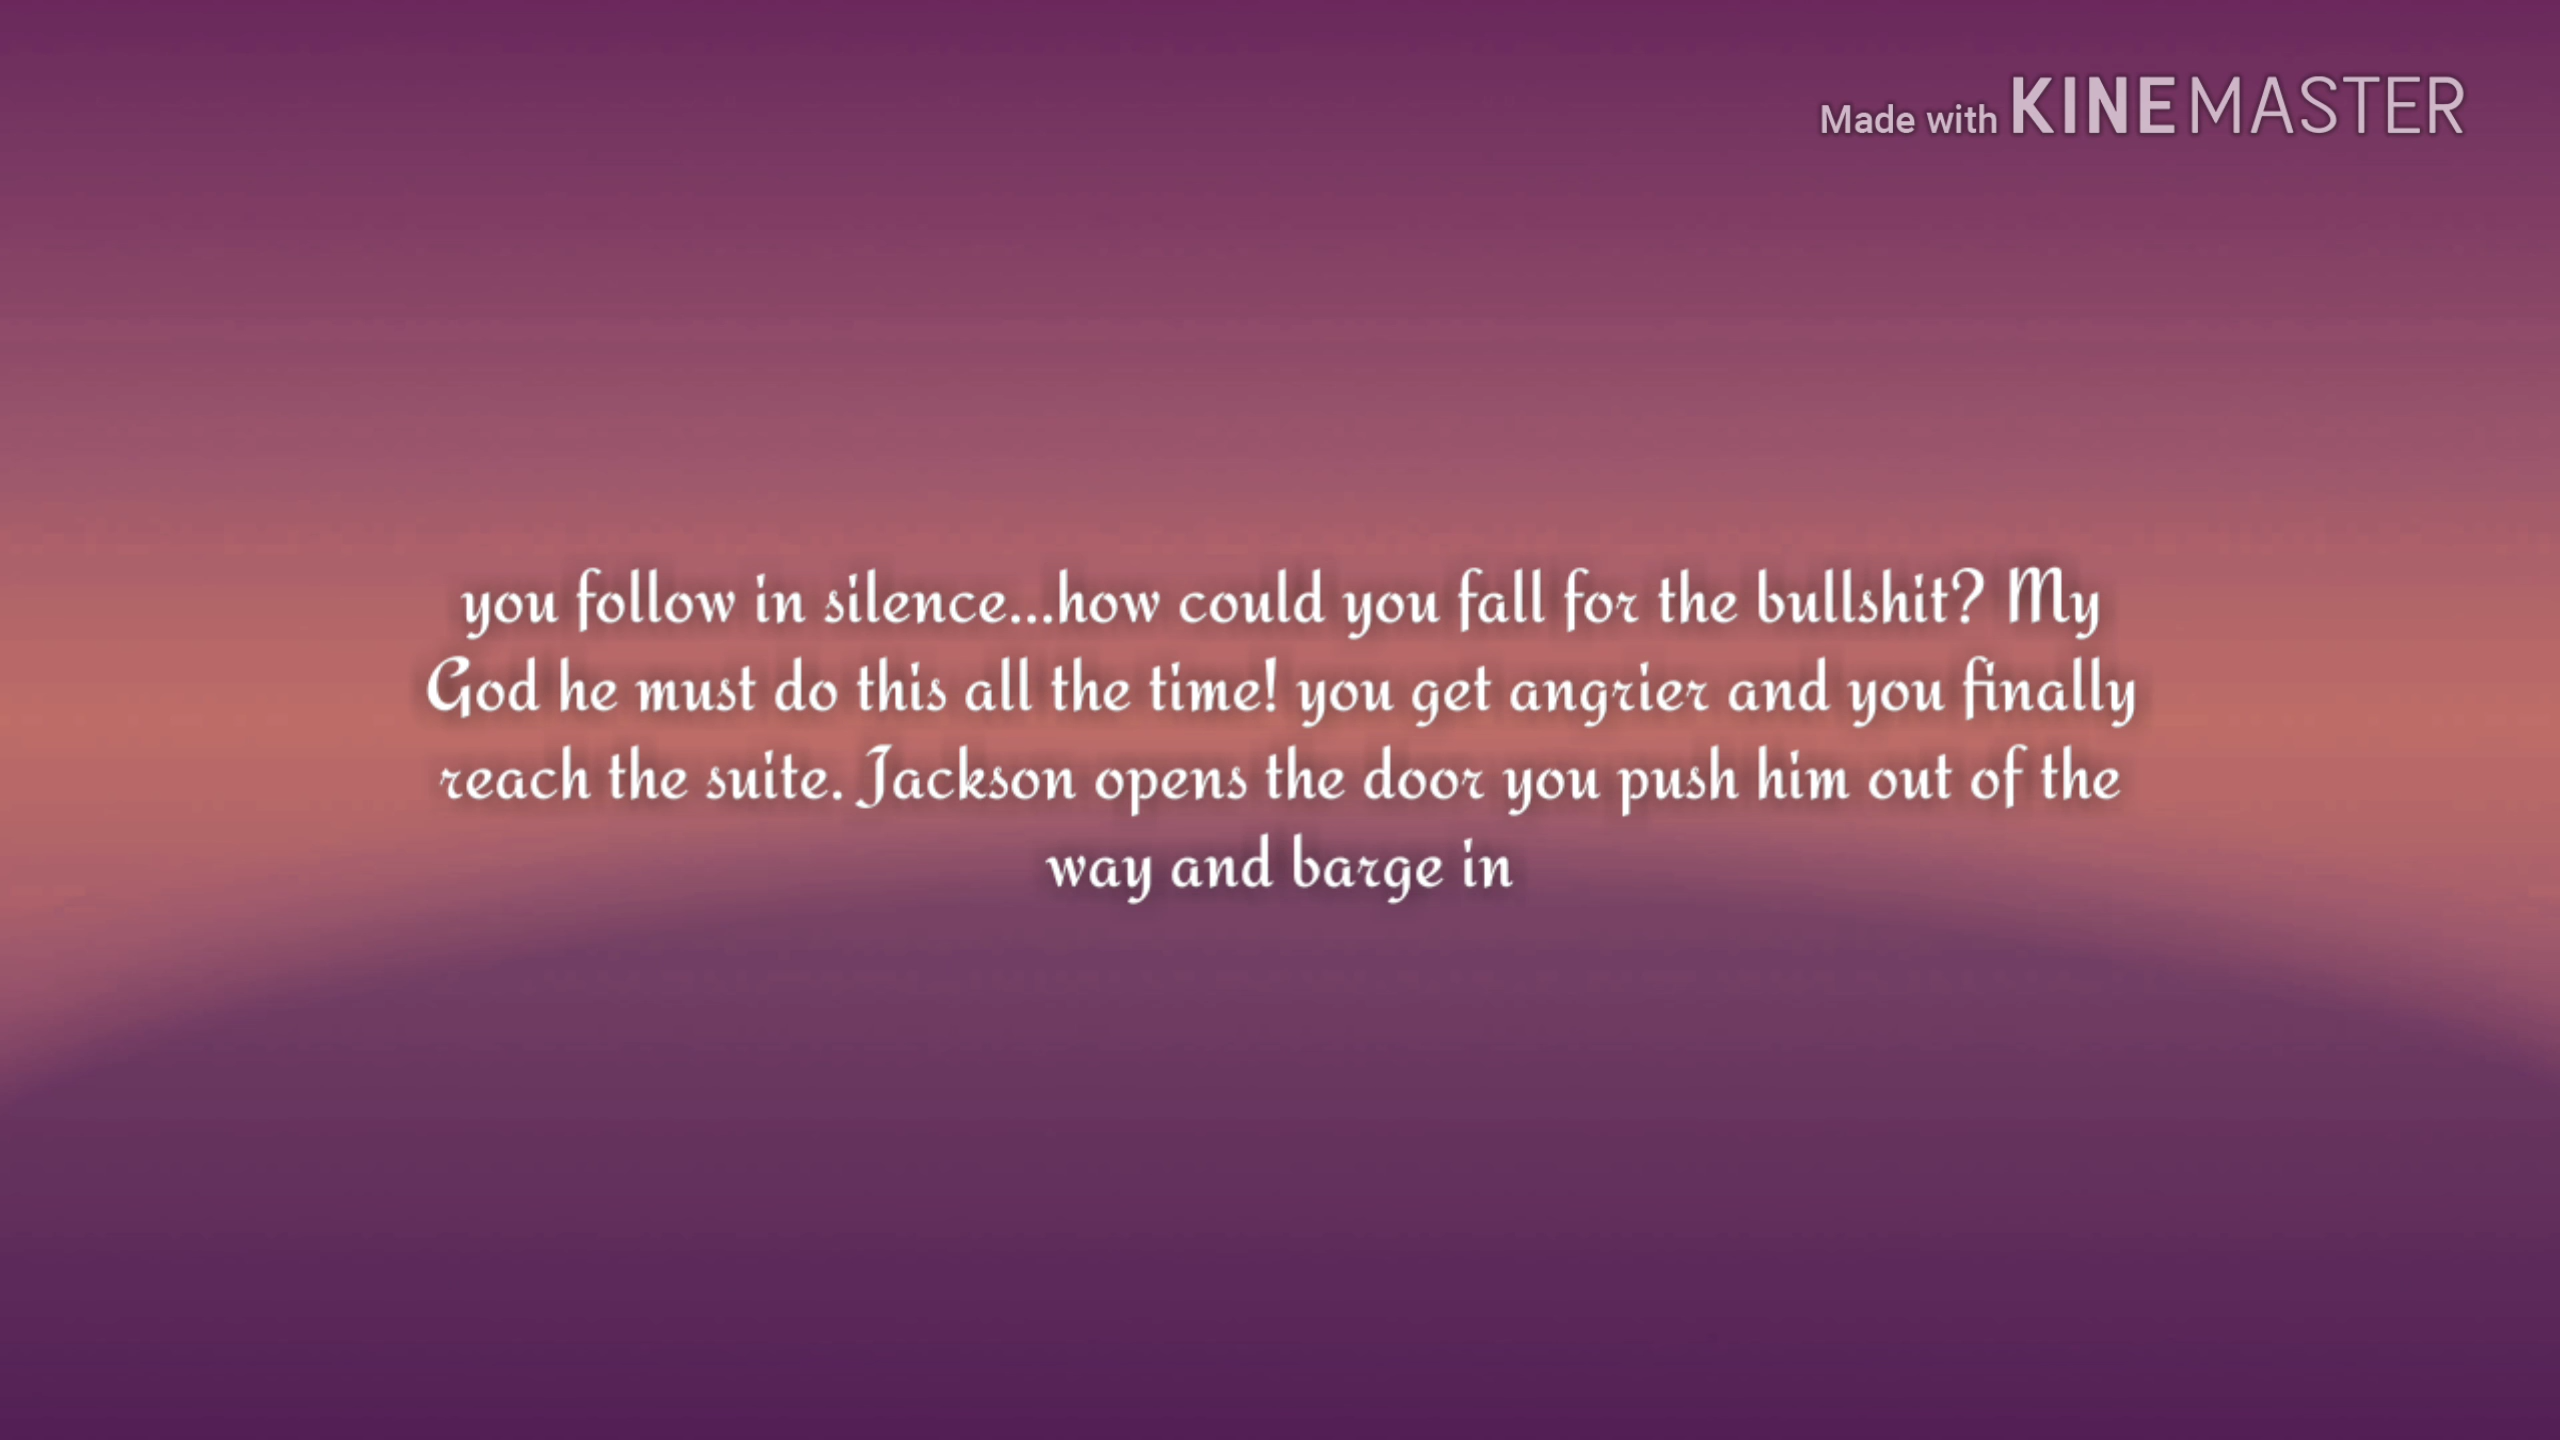 Made with KINEMASTER
you follow in silence...how could you fall for the bullshit? My
God he must do this all the time! you get angrier and you finally
reach the suite. Jackson opens the door you push him out of the
way and barge in